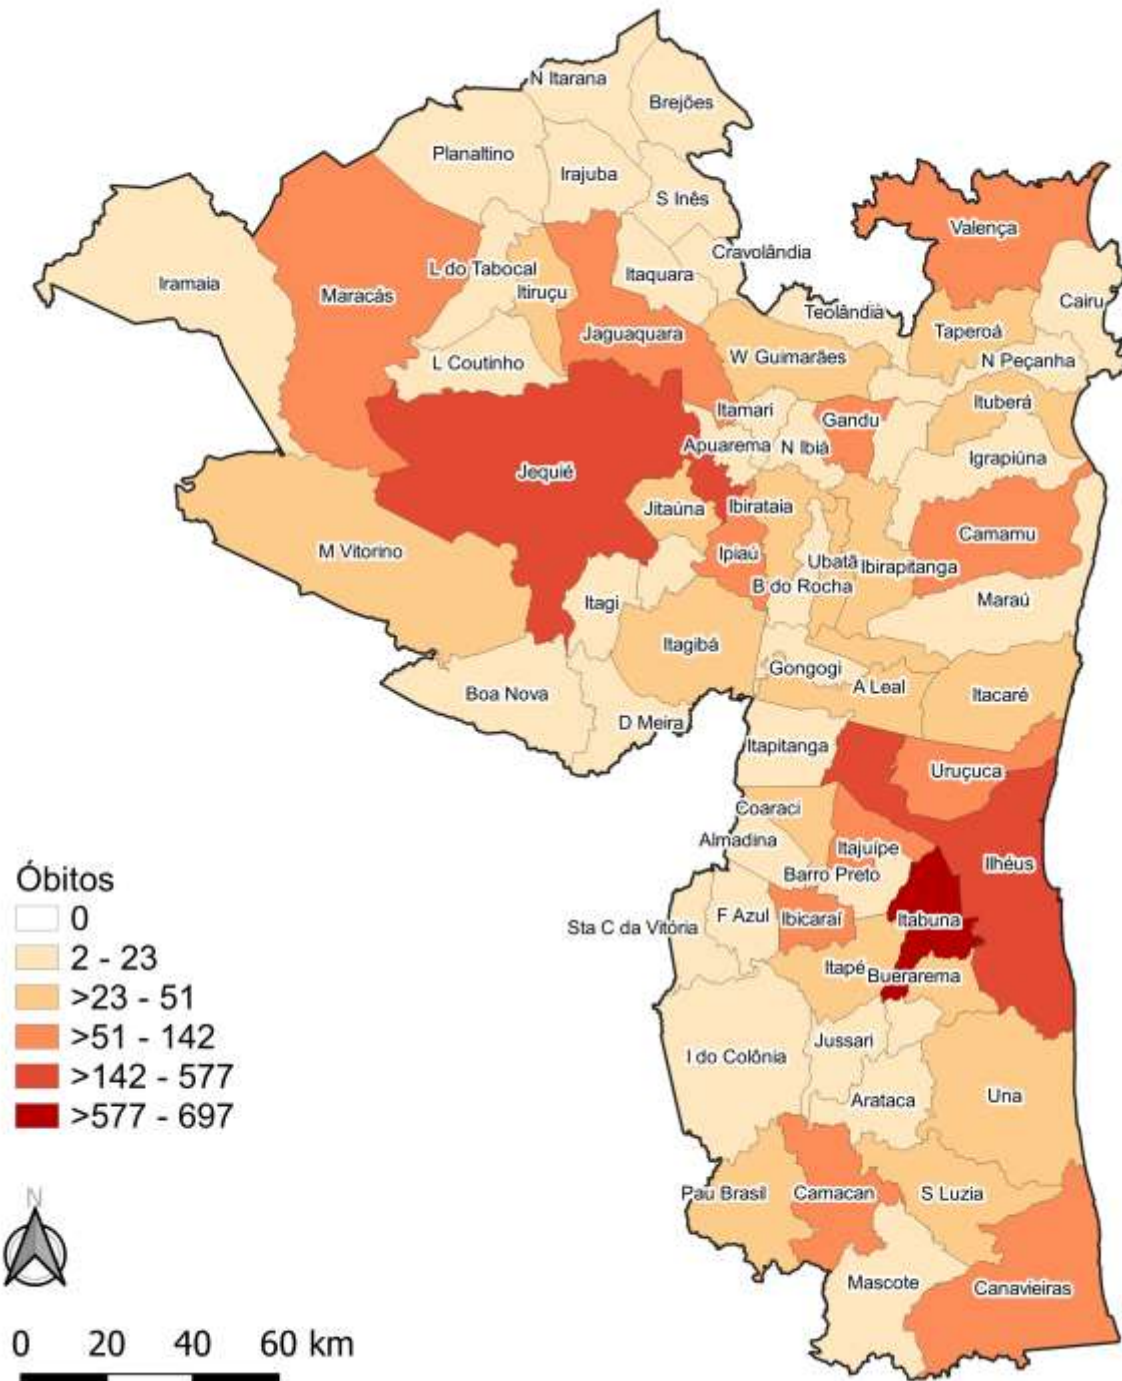 N Itarana
Brejões
Planaltino
Irajuba
S Inês
Valença
Cravolândia
L do Tabocal
Itaquara
Iramaia
Maracás
Itiruçu
Cairu
Teolândia
Jaguaquara
Taperoá
W Guimarães
L Coutinho
N Peçanha
Itamari
Ituberá
Gandu
Apuarema
N Ibiá
Igrapiúna
Jequié
Jitaúna
Ibirataia
Camamu
M Vitorino
Ipiaú
Ubatã
Ibirapitanga
B do Rocha
Itagi
Maraú
Itagibá
Gongogi
A Leal
Boa Nova
Itacaré
D Meira
Itapitanga
Uruçuca
Coaraci
Almadina
Itajuípe
Ilhéus
Barro Preto
Sta C da Vitória
F Azul
Ibicaraí
Itabuna
Itapé
Buerarema
Jussari
I do Colônia
Arataca
Una
Pau Brasil
Camacan
S Luzia
Mascote
Canavieiras
Óbitos
0
2 - 23
>23 - 51
>51 - 142
>142 - 577
>577 - 697
N
0 20 40 60 km